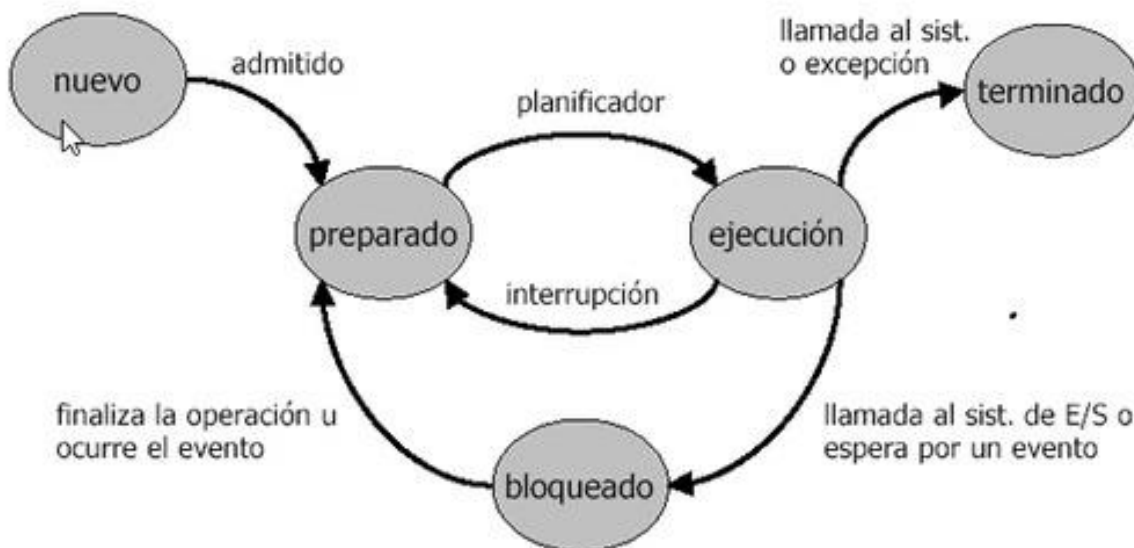 nuevo
admitido
planificador
llamada al sist.
o excepción
terminado
preparado
ejecución
interrupción
finaliza la operación u
ocurre el evento
bloqueado
llamada al sist. de E/S o
espera por un evento